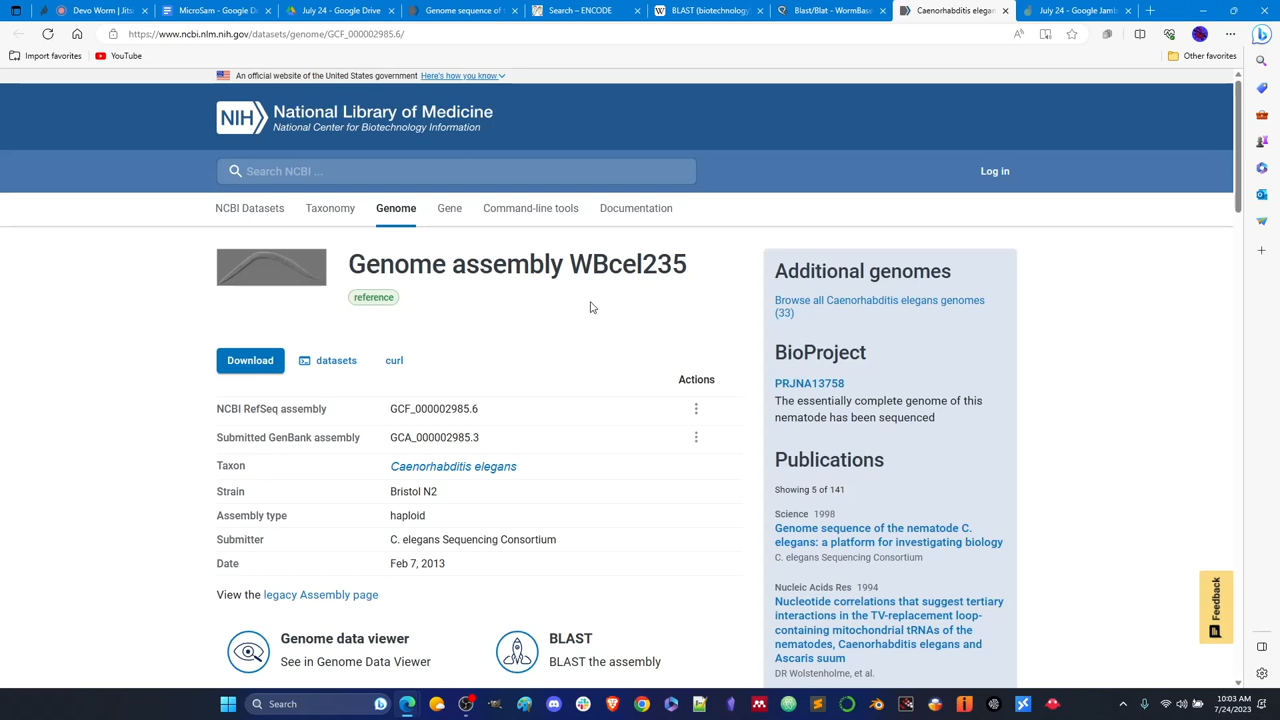 Devo Worm (1) | Jits
MicroSam - Google D
July 24 - Google Drive
Genome sequence of
Search – ENCODE
BLAST (biotechnology
Blast/Blat - WormBas
Caenorhabditis elegan
July 24 - Google Jamb
https://www.ncbi.nlm.nih.gov/datasets/genome/GCF_000002985.6/
Import favorites
YouTube
Other favorites
An official website of the United States government Here's how you know
NIH
National Library of Medicine
National Center for Biotechnology Information
Search NCBI ...
Log in
NCBI Datasets
Taxonomy
Genome
Gene
Command-line tools
Documentation
Genome assembly WBcel235
reference
Download
datasets
curl
Actions
NCBI RefSeq assembly GCF_000002985.6
Submitted GenBank assembly GCA_000002985.3
Taxon Caenorhabditis elegans
Strain Bristol N2
Assembly type haploid
Submitter C. elegans Sequencing Consortium
Date Feb 7, 2013
View the legacy Assembly page
Genome data viewer
See in Genome Data Viewer
BLAST
BLAST the assembly
Additional genomes
Browse all Caenorhabditis elegans genomes
(33)
BioProject
PRJNA13758
The essentially complete genome of this
nematode has been sequenced
Publications
Showing 5 of 141
Science 1998
Genome sequence of the nematode C.
elegans: a platform for investigating biology
C. elegans Sequencing Consortium
Nucleic Acids Res 1994
Nucleotide correlations that suggest tertiary
interactions in the TV-replacement loop-
containing mitochondrial tRNAs of the
nematodes, Caenorhabditis elegans and
Ascaris suum
DR Wolstenholme, et al.
Feedback
Search
10:03 AM
7/24/2023